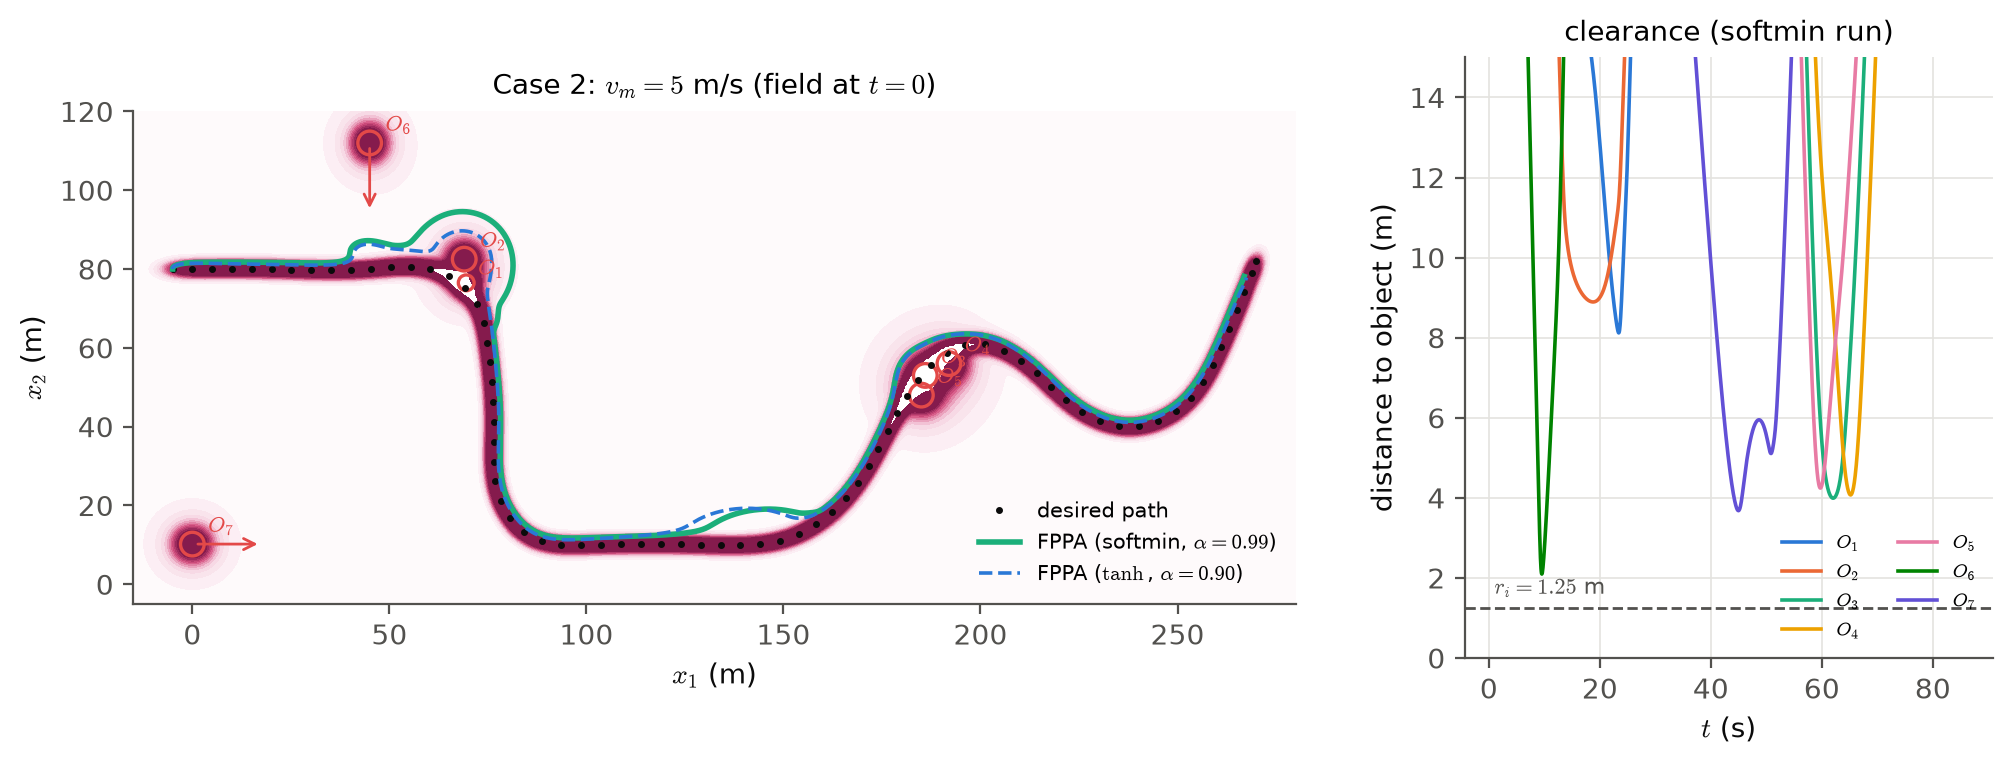 Case 2: v_m = 5 m/s (field at t = 0)
120
100
80
60
40
20
0
x_2 (m)
0
50
100
150
200
250
x_1 (m)
O_6
O_2
O_1
O_4
O_7
desired path
FPPA (softmin, α = 0.99)
FPPA (tanh, α = 0.90)
clearance (softmin run)
14
12
10
8
6
4
2
0
distance to object (m)
r_i = 1.25 m
O_1
O_2
O_3
O_4
O_5
O_6
O_7
0
20
40
60
80
t (s)